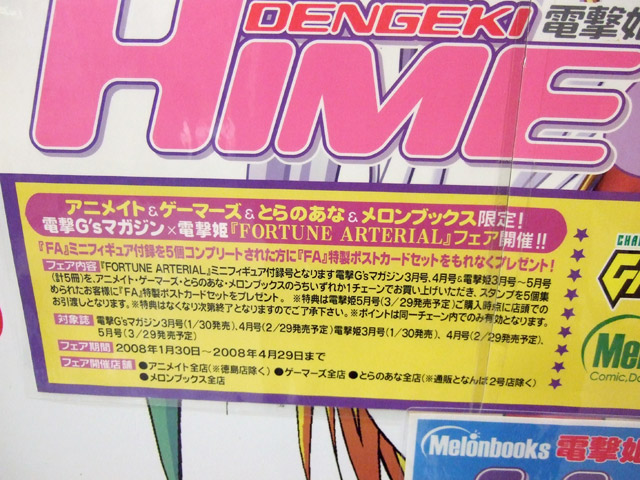 DENGEKI
電撃姫
HIME
アニメイト&ゲーマーズ&とらのあな&メロンブックス限定!
電撃G'sマガジン×電撃姫『FORTUNE ARTERIAL』フェア開催!!
『FA』ミニフィギュア付録を5個コンプリートされた方に『FA』特製ポストカードセットをもれなくプレゼント!
フェア内容 『FORTUNE ARTERIAL』ミニフィギュア付録号となります電撃G'sマガジン3月号、4月号と電撃姫3月号~5月号
(計5冊)を、アニメイト・ゲーマーズ・とらのあな・メロンブックスのうちいずれか1チェーンでお買い上げいただき、スタンプを5個集
められたお客様に『FA』特製ポストカードセットをプレゼント。 ※特典は電撃姫5月号(3/29発売予定)ご購入時点に店頭での
お引渡しとなります。※特典はなくなり次第終了となりますのでご了承下さい。※ポイントは同一チェーン内でのみ有効となります。
対象誌 電撃G'sマガジン3月号(1/30発売)、4月号(2/29発売予定)電撃姫3月号(1/30発売)、4月号(2/29発売予定)、
5月号(3/29発売予定)
フェア期間 2008年1月30日~2008年4月29日まで
フェア開催店舗 ●アニメイト全店(※徳島店除く) ●ゲーマーズ全店 ●とらのあな全店(※通販となんば2号店除く)
●メロンブックス全店
CHARA
G
Me
Comic,Do
Melonbooks 電撃姫